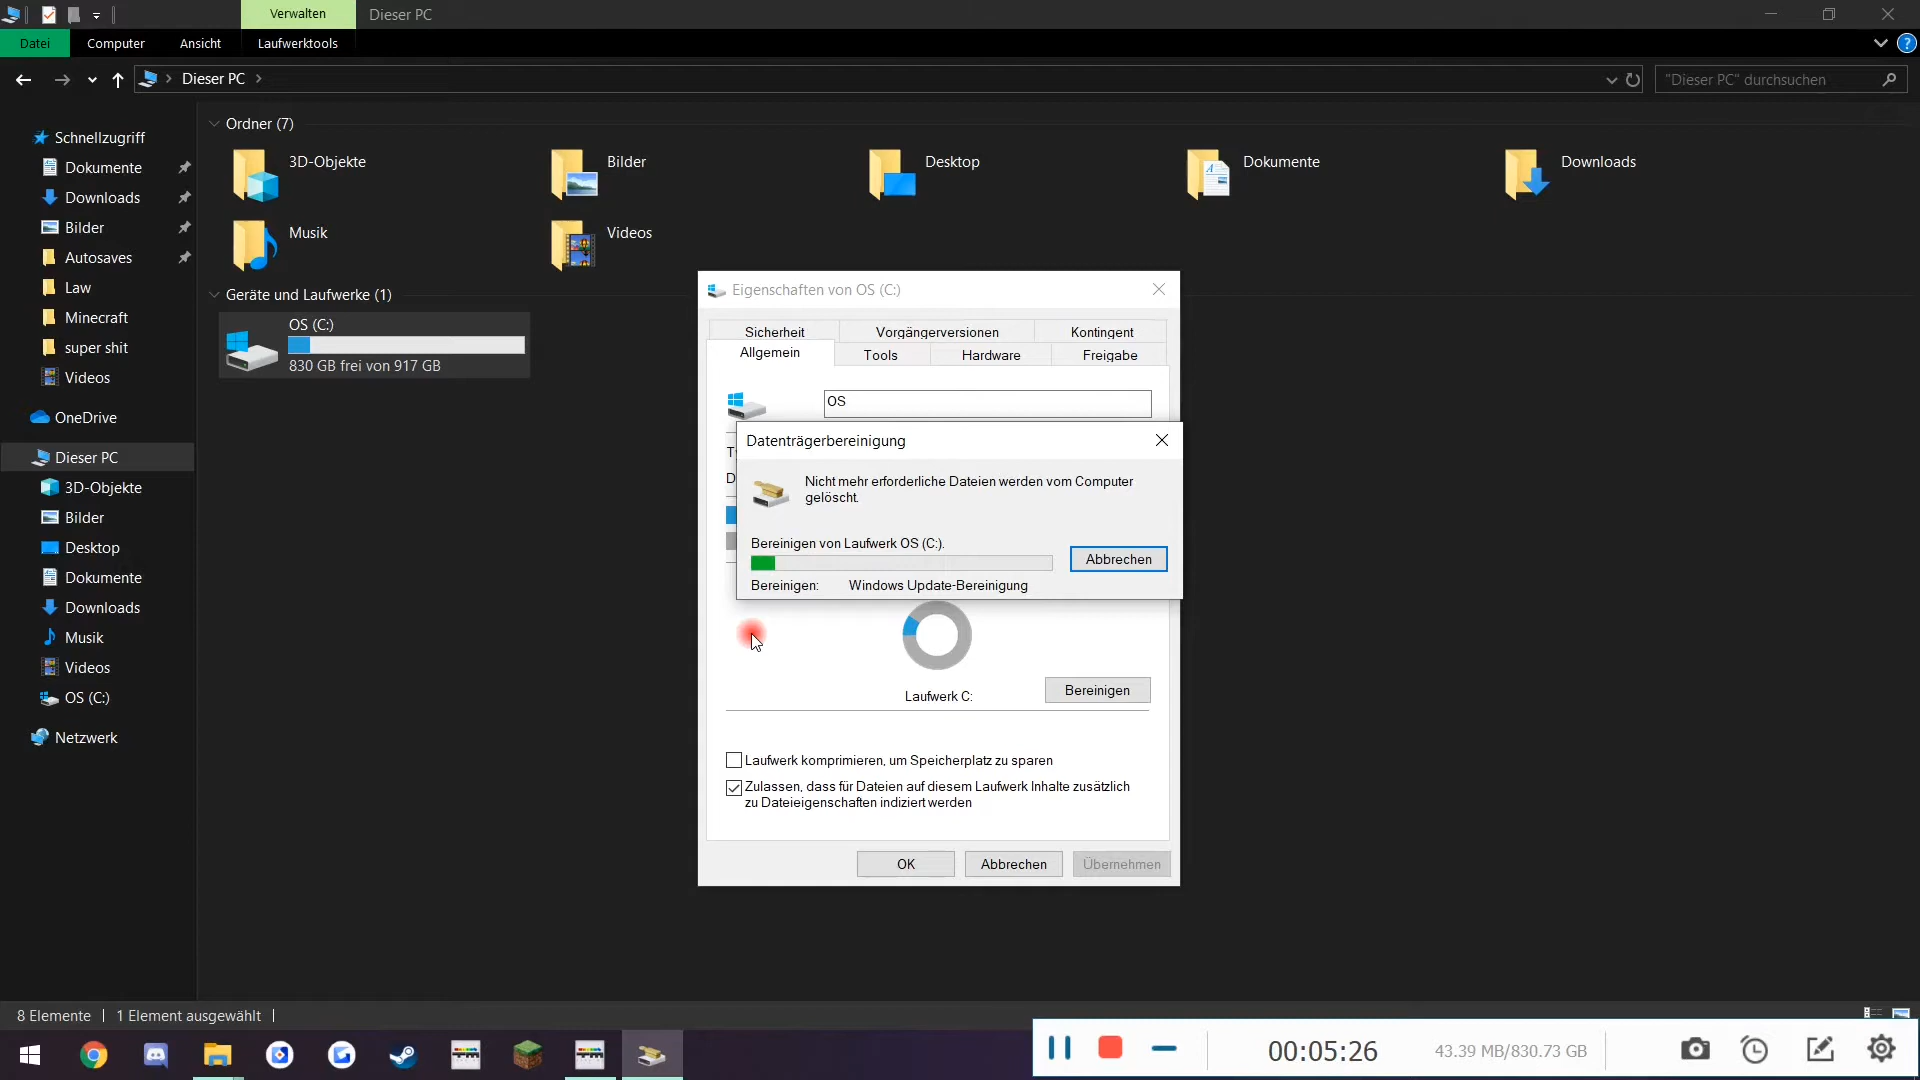 Verwalten
Dieser PC
Datei
Computer
Ansicht
Laufwerktools
Dieser PC
"Dieser PC" durchsuchen
Schnellzugriff
Dokumente
Downloads
Bilder
Autosaves
Law
Minecraft
super shit
Videos
OneDrive
Dieser PC
3D-Objekte
Bilder
Desktop
Dokumente
Downloads
Musik
Videos
OS (C:)
Netzwerk
Ordner (7)
3D-Objekte
Bilder
Desktop
Dokumente
Downloads
Musik
Videos
Geräte und Laufwerke (1)
OS (C:)
830 GB frei von 917 GB
Eigenschaften von OS (C:)
Sicherheit
Vorgängerversionen
Kontingent
Allgemein
Tools
Hardware
Freigabe
OS
Datenträgerbereinigung
Nicht mehr erforderliche Dateien werden vom Computer
gelöscht.
Bereinigen von Laufwerk OS (C:).
Abbrechen
Bereinigen: Windows Update-Bereinigung
Laufwerk C:
Bereinigen
Laufwerk komprimieren, um Speicherplatz zu sparen
Zulassen, dass für Dateien auf diesem Laufwerk Inhalte zusätzlich
zu Dateieigenschaften indiziert werden
OK
Abbrechen
Übernehmen
8 Elemente
1 Element ausgewählt
00:05:26
43.39 MB/830.73 GB